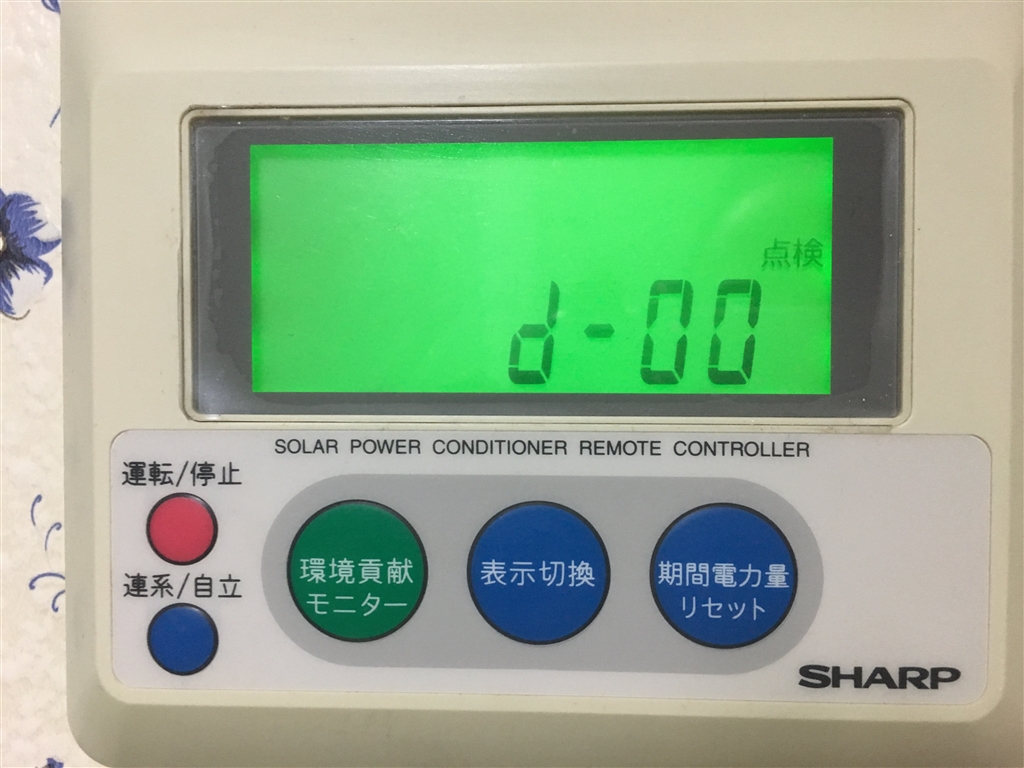 点検
d-00
SOLAR POWER CONDITIONER REMOTE CONTROLLER
運転/停止
連系/自立
環境貢献
モニター
表示切換
期間電力量
リセット
SHARP